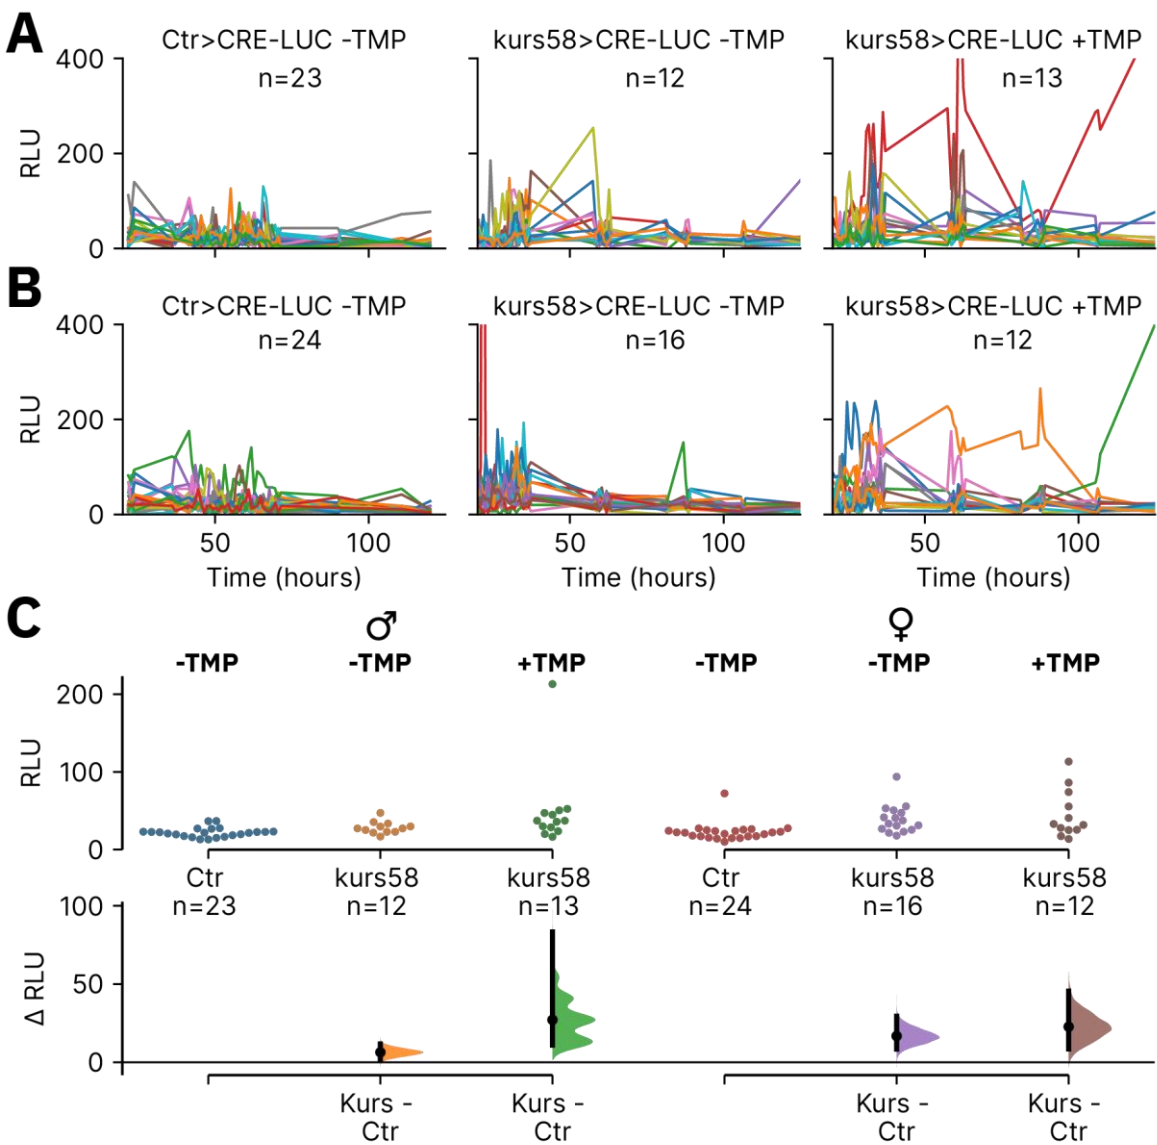 A
Ctr>CRE-LUC -TMP
n=23
kurs58>CRE-LUC -TMP
n=12
kurs58>CRE-LUC +TMP
n=13
RLU
400
200
0
B
Ctr>CRE-LUC -TMP
n=24
kurs58>CRE-LUC -TMP
n=16
kurs58>CRE-LUC +TMP
n=12
RLU
400
200
0
50 100
50 100
50 100
Time (hours)
Time (hours)
Time (hours)
C
♂ ♀
-TMP -TMP +TMP -TMP -TMP +TMP
RLU
200
100
0
Ctr kurs58 kurs58 Ctr kurs58 kurs58
n=23 n=12 n=13 n=24 n=16 n=12
Δ RLU
100
50
0
Kurs - Kurs - Kurs - Kurs -
Ctr Ctr Ctr Ctr